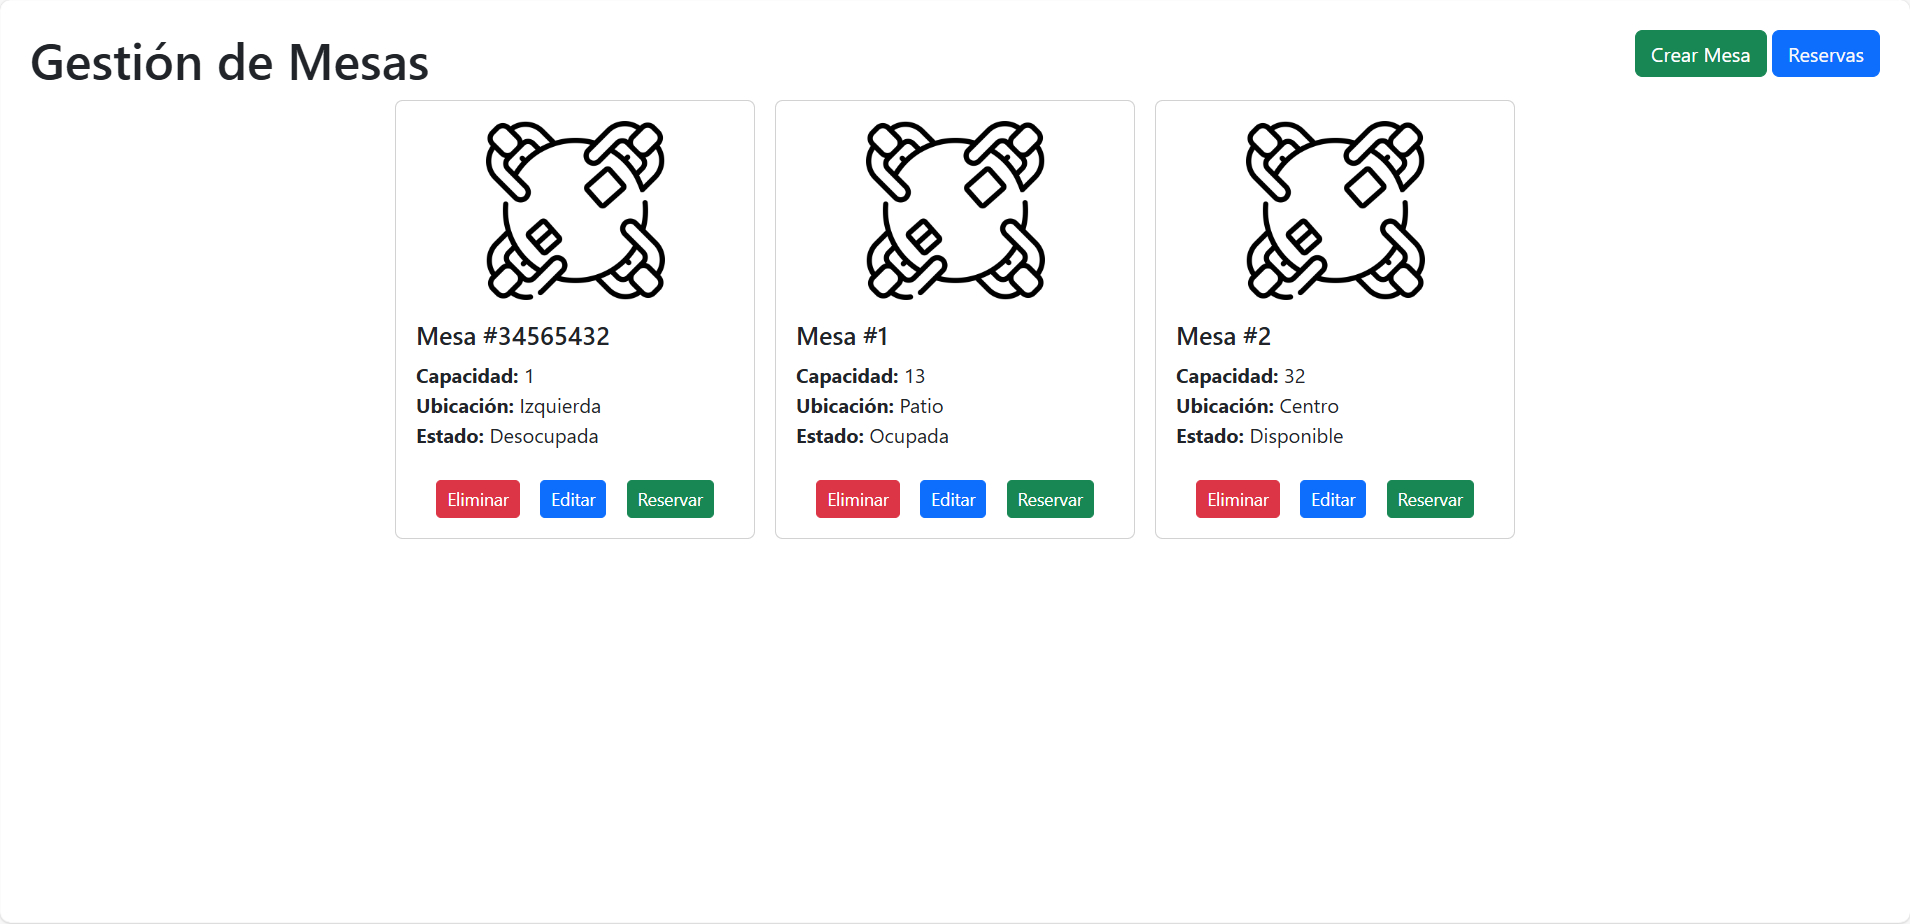 Gestión de Mesas
Crear Mesa
Reservas
Mesa #34565432
Capacidad: 1
Ubicación: Izquierda
Estado: Desocupada
Eliminar
Editar
Reservar
Mesa #1
Capacidad: 13
Ubicación: Patio
Estado: Ocupada
Eliminar
Editar
Reservar
Mesa #2
Capacidad: 32
Ubicación: Centro
Estado: Disponible
Eliminar
Editar
Reservar